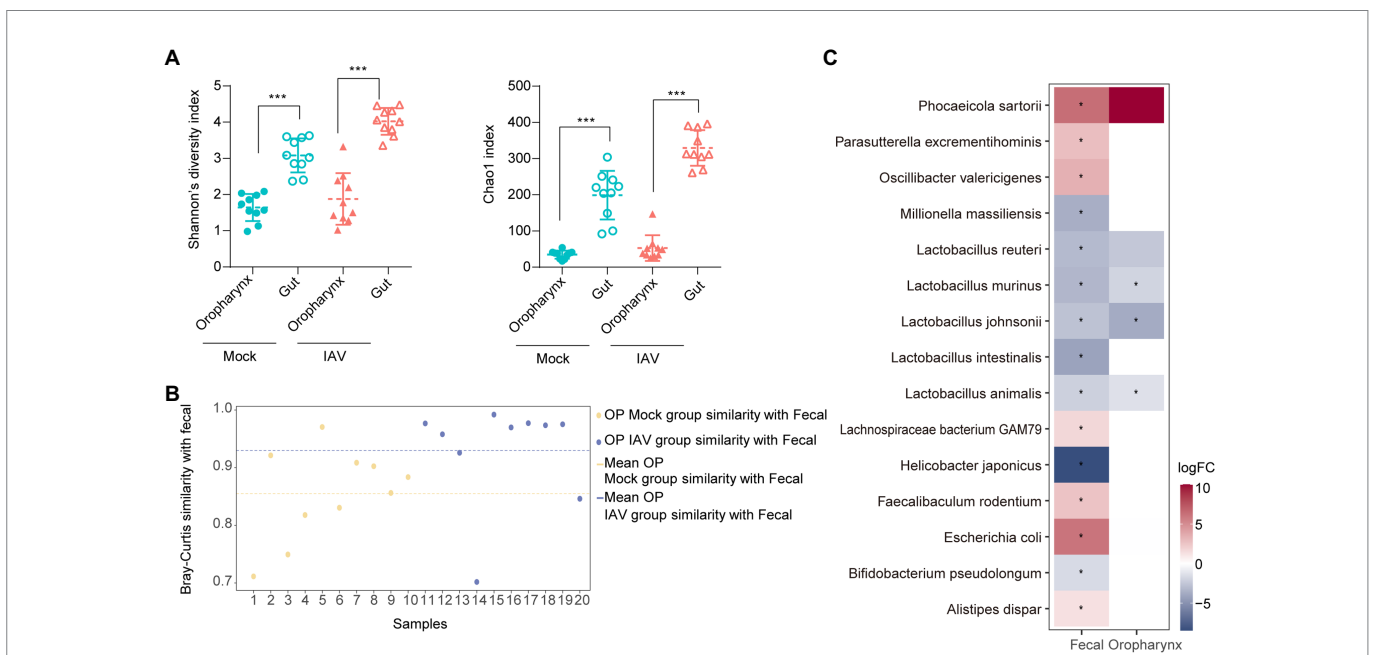 A
Shannon's diversity index
5
4
3
2
1
0
***
***
Oropharynx
Gut
Oropharynx
Gut
Mock
IAV
Chao1 index
500
400
300
200
100
0
***
***
Oropharynx
Gut
Oropharynx
Gut
Mock
IAV
B
Bray-Curtis similarity with fecal
1.0
0.9
0.8
0.7
1 2 3 4 5 6 7 8 9 10 11 12 13 14 15 16 17 18 19 20
Samples
OP Mock group similarity with Fecal
OP IAV group similarity with Fecal
Mean OP
Mock group similarity with Fecal
Mean OP
IAV group similarity with Fecal
C
Phocaeicola sartorii *
Parasutterella excrementihominis *
Oscillibacter valericigenes *
Millionella massiliensis *
Lactobacillus reuteri *
Lactobacillus murinus * *
Lactobacillus johnsonii * *
Lactobacillus intestinalis *
Lactobacillus animalis * *
Lachnospiraceae bacterium GAM79 *
Helicobacter japonicus *
Faecalibaculum rodentium *
Escherichia coli *
Bifidobacterium pseudolongum *
Alistipes dispar *
Fecal Oropharynx
logFC
10
5
0
−5